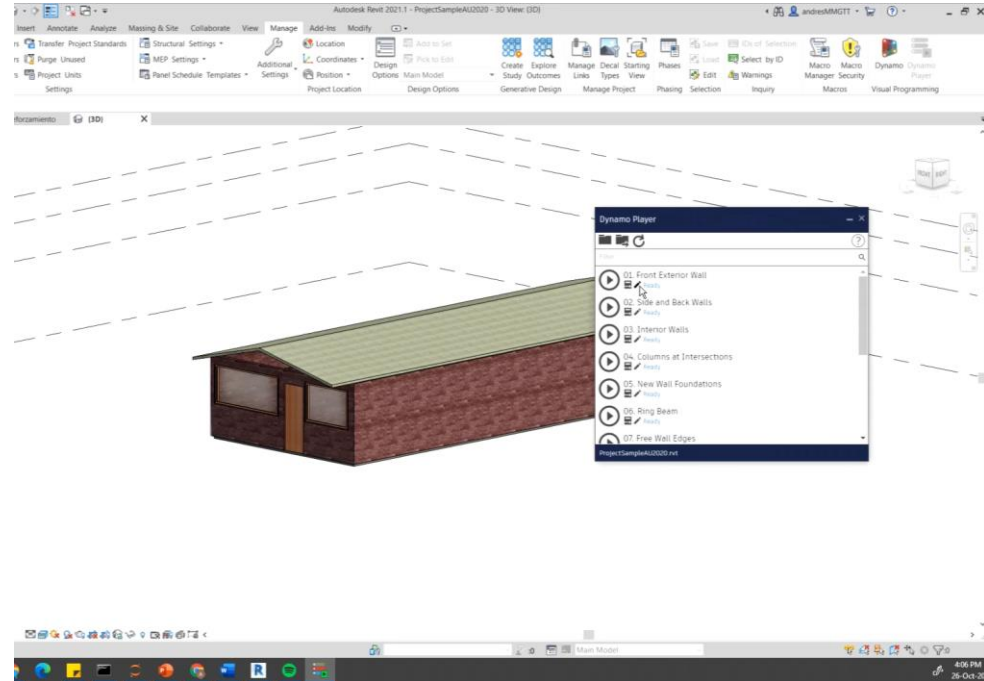 Autodesk Revit 2021.1 - ProjectSampleAU2020 - 3D View: {3D}
andresMMGTT
Insert Annotate Analyze Massing & Site Collaborate View Manage Add-Ins Modify
Transfer Project Standards
Purge Unused
Project Units
Structural Settings
MEP Settings
Panel Schedule Templates
Additional
Settings
Settings
Location
Coordinates
Position
Project Location
Design
Options
Add to Set
Pick to Edit
Main Model
Design Options
Create
Study
Explore
Outcomes
Generative Design
Manage
Links
Decal
Types
Starting
View
Manage Project
Phases
Phasing
Save
Load
Edit
Selection
IDs of Selection
Select by ID
Warnings
Inquiry
Macro
Manager
Macro
Security
Macros
Dynamo
Dynamo
Player
Visual Programming
eforzamiento
{3D}
FRONT
Dynamo Player
Filter
01. Front Exterior Wall
Ready
02. Side and Back Walls
Ready
03. Interior Walls
Ready
04. Columns at Intersections
Ready
05. New Wall Foundations
Ready
06. Ring Beam
Ready
07. Free Wall Edges
ProjectSampleAU2020.rvt
:0
Main Model
4:06 PM
26-Oct-20